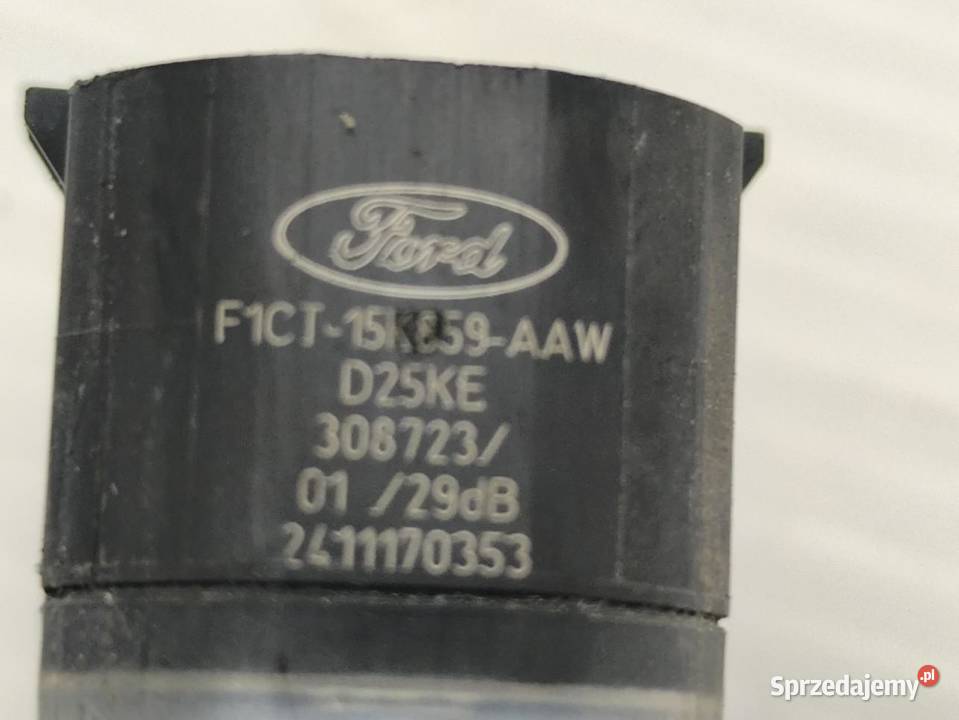 Ford
F1CT-15K859-AAW
D25KE
308723/
01 /29dB
2411170353
Sprzedajemy.pl